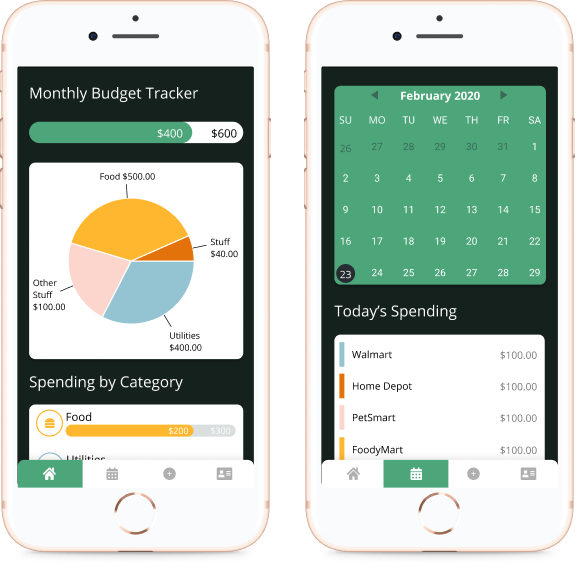 Monthly Budget Tracker
$400 $600
Food $500.00
Stuff
$40.00
Other
Stuff
$100.00
Utilities
$400.00
Spending by Category
Food
$200 $300
Utilities
February 2020
SU MO TU WE TH FR SA
26 27 28 29 30 31 1
2 3 4 5 6 7 8
9 10 11 12 13 14 15
16 17 18 19 20 21 22
23 24 25 26 27 28 29
Today's Spending
Walmart $100.00
Home Depot $100.00
PetSmart $100.00
FoodyMart $100.00